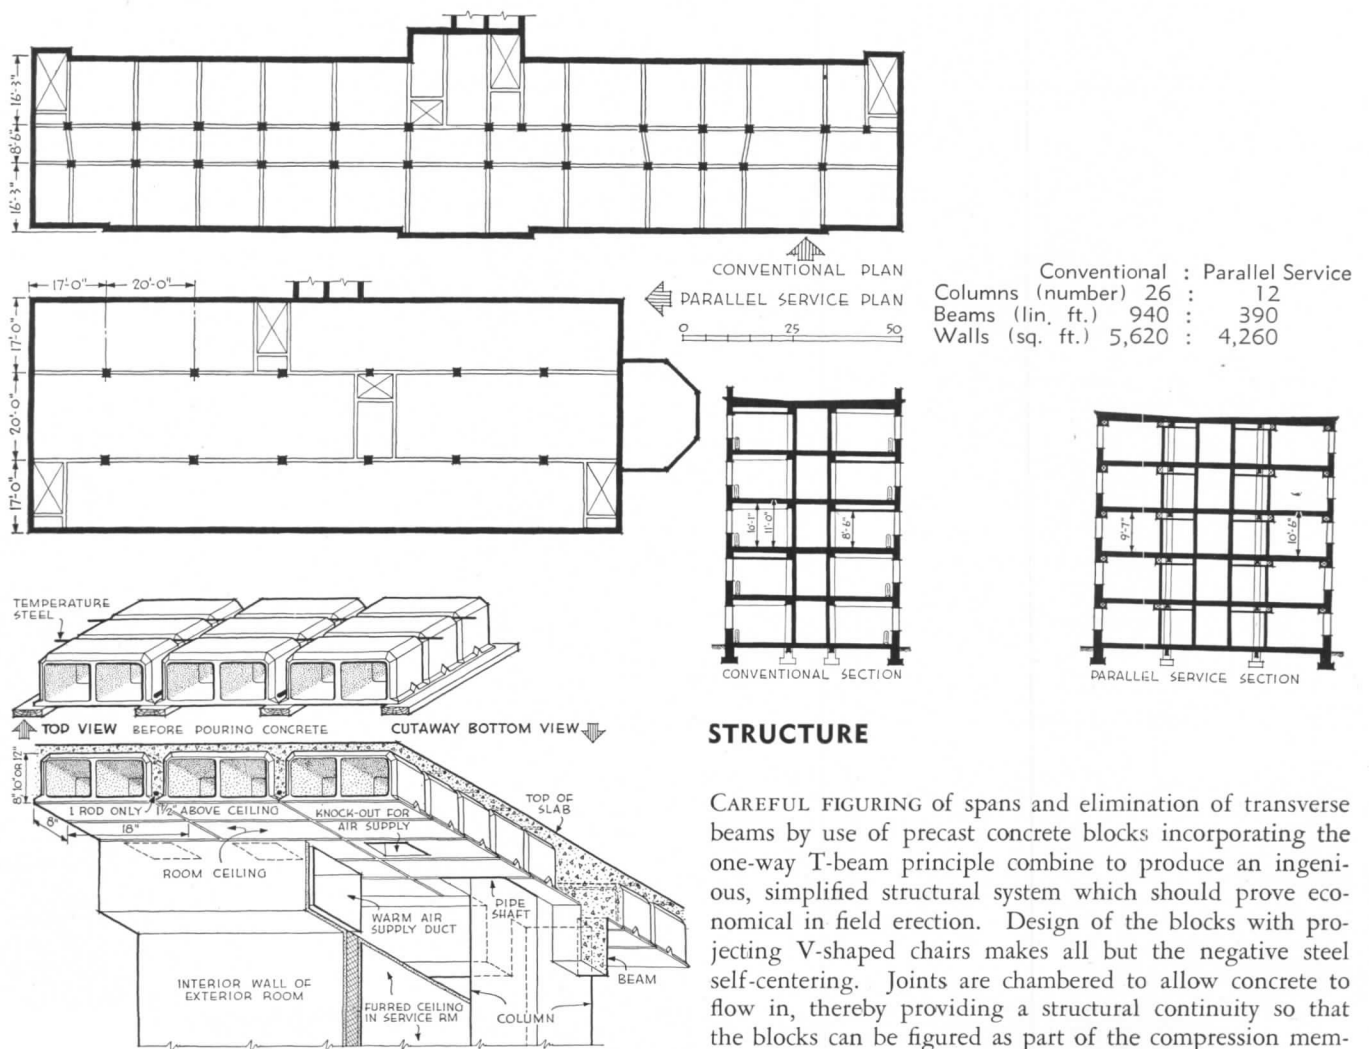 16'-3"
8'-6"
16'-3"
CONVENTIONAL PLAN
PARALLEL SERVICE PLAN
0 25 50
Conventional : Parallel Service
Columns (number) 26 : 12
Beams (lin. ft.) 940 : 390
Walls (sq. ft.) 5,620 : 4,260
17'-0" 20'-0"
17'-0"
20'-0"
17'-0"
10'-1"
11'-0"
8'-6"
CONVENTIONAL SECTION
9'-7"
10'-6"
PARALLEL SERVICE SECTION
TEMPERATURE
STEEL
TOP VIEW BEFORE POURING CONCRETE
CUTAWAY BOTTOM VIEW
8" 10" OR 12"
1 ROD ONLY 1½" ABOVE CEILING
8"
18"
KNOCK-OUT FOR
AIR SUPPLY
TOP OF
SLAB
ROOM CEILING
WARM AIR
SUPPLY DUCT
PIPE
SHAFT
BEAM
INTERIOR WALL OF
EXTERIOR ROOM
FURRED CEILING
IN SERVICE RM
COLUMN
STRUCTURE
CAREFUL FIGURING of spans and elimination of transverse
beams by use of precast concrete blocks incorporating the
one-way T-beam principle combine to produce an ingeni-
ous, simplified structural system which should prove eco-
nomical in field erection. Design of the blocks with pro-
jecting V-shaped chairs makes all but the negative steel
self-centering. Joints are chambered to allow concrete to
flow in, thereby providing a structural continuity so that
the blocks can be figured as part of the compression mem-